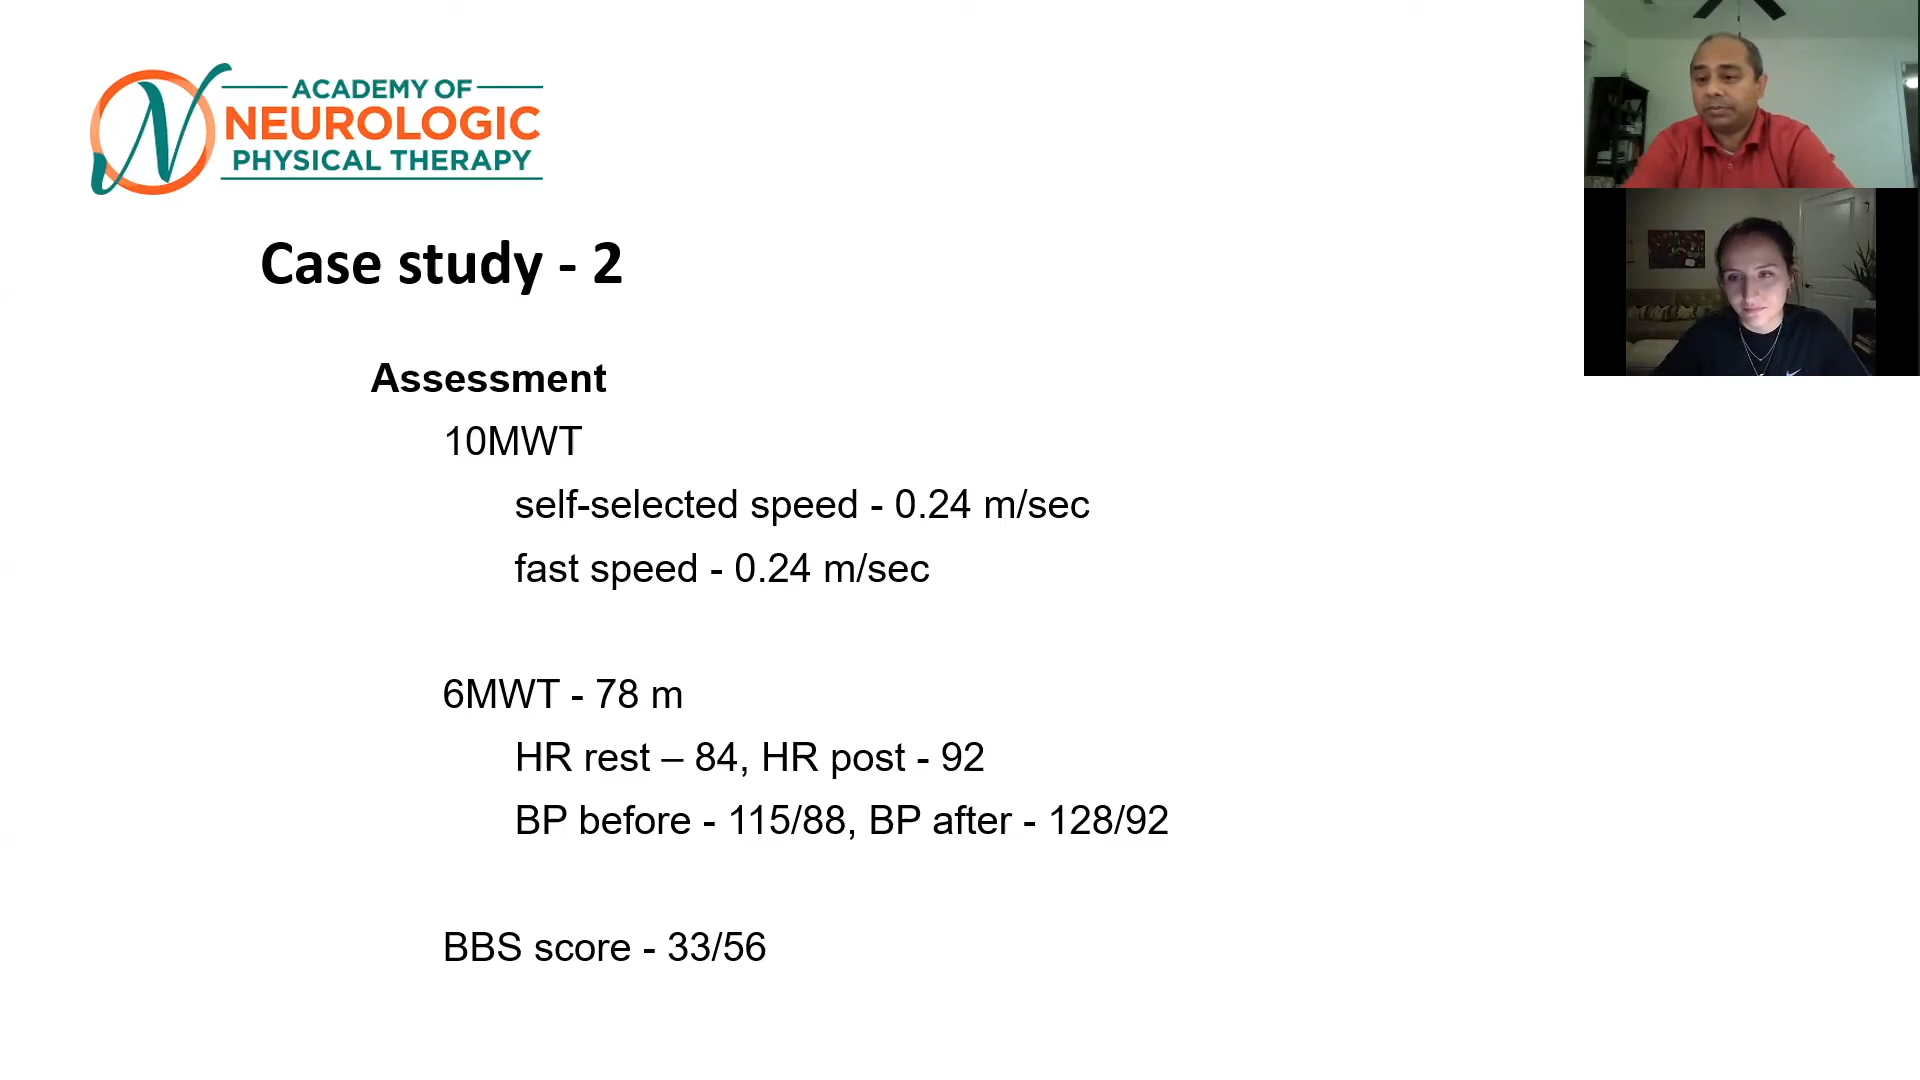 ACADEMY OF
NEUROLOGIC
PHYSICAL THERAPY
Case study - 2
Assessment
10MWT
self-selected speed - 0.24 m/sec
fast speed - 0.24 m/sec
6MWT - 78 m
HR rest – 84, HR post - 92
BP before - 115/88, BP after - 128/92
BBS score - 33/56